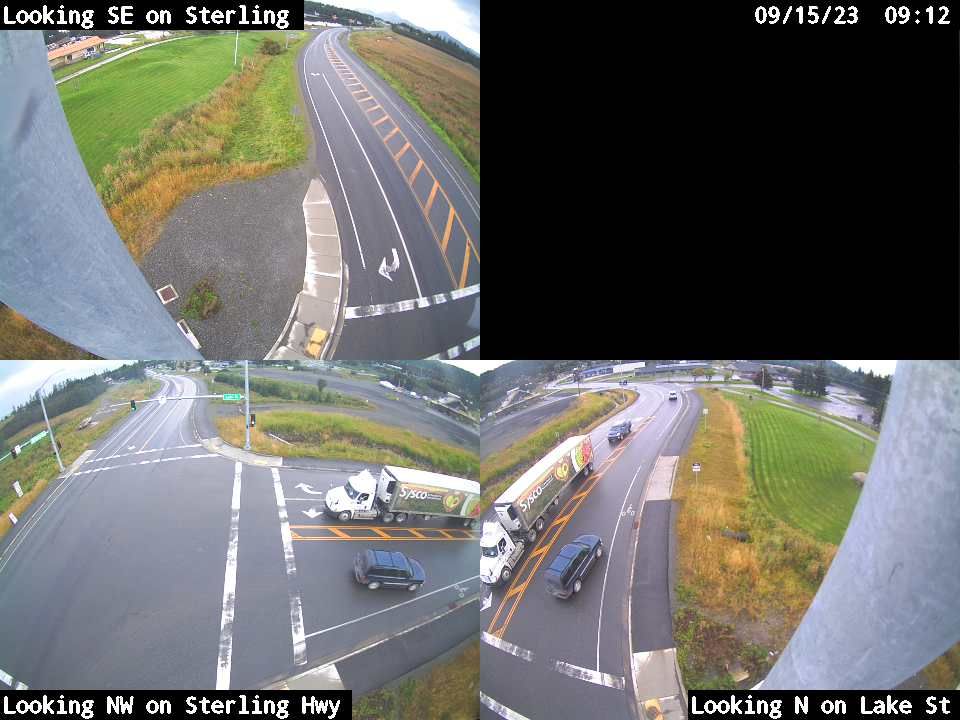 Looking SE on Sterling
09/15/23 09:12
Sysco
Sysco
Looking NW on Sterling Hwy
Looking N on Lake St